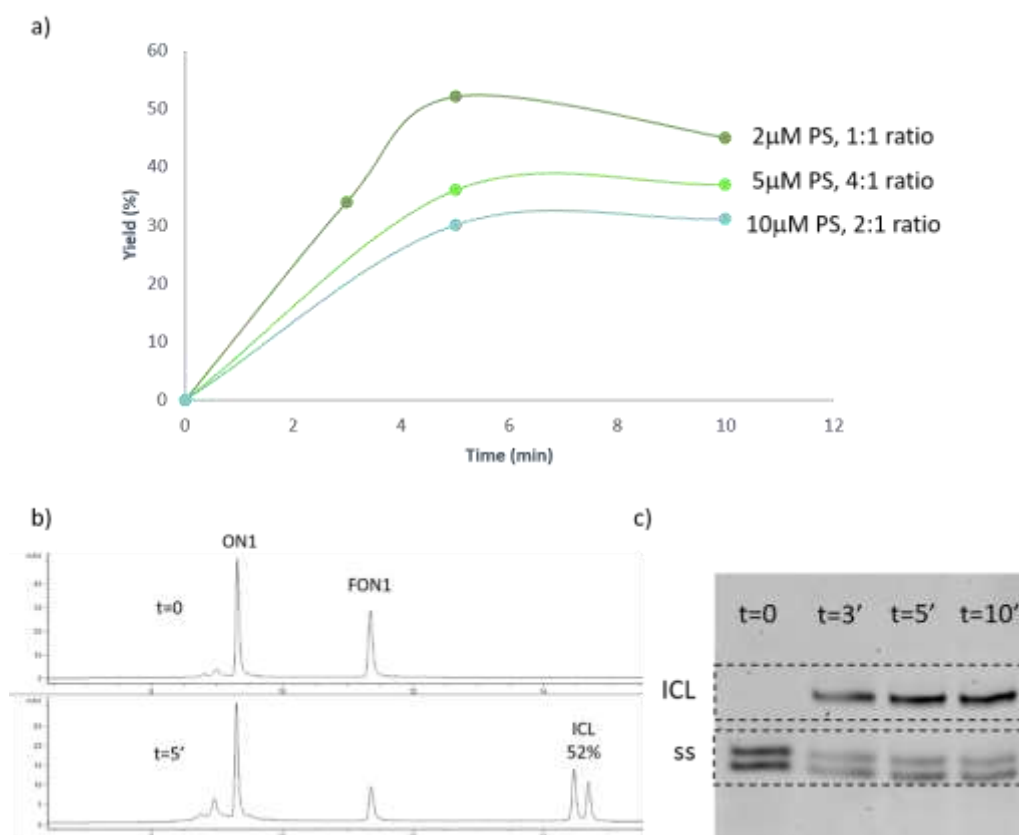 a)
60
50
40
30
20
10
0
Yield (%)
0 2 4 6 8 10 12
Time (min)
2µM PS, 1:1 ratio
5µM PS, 4:1 ratio
10µM PS, 2:1 ratio
b)
ON1
FON1
t=0
t=5′
ICL
52%
c)
t=0 t=3′ t=5′ t=10′
ICL
ss